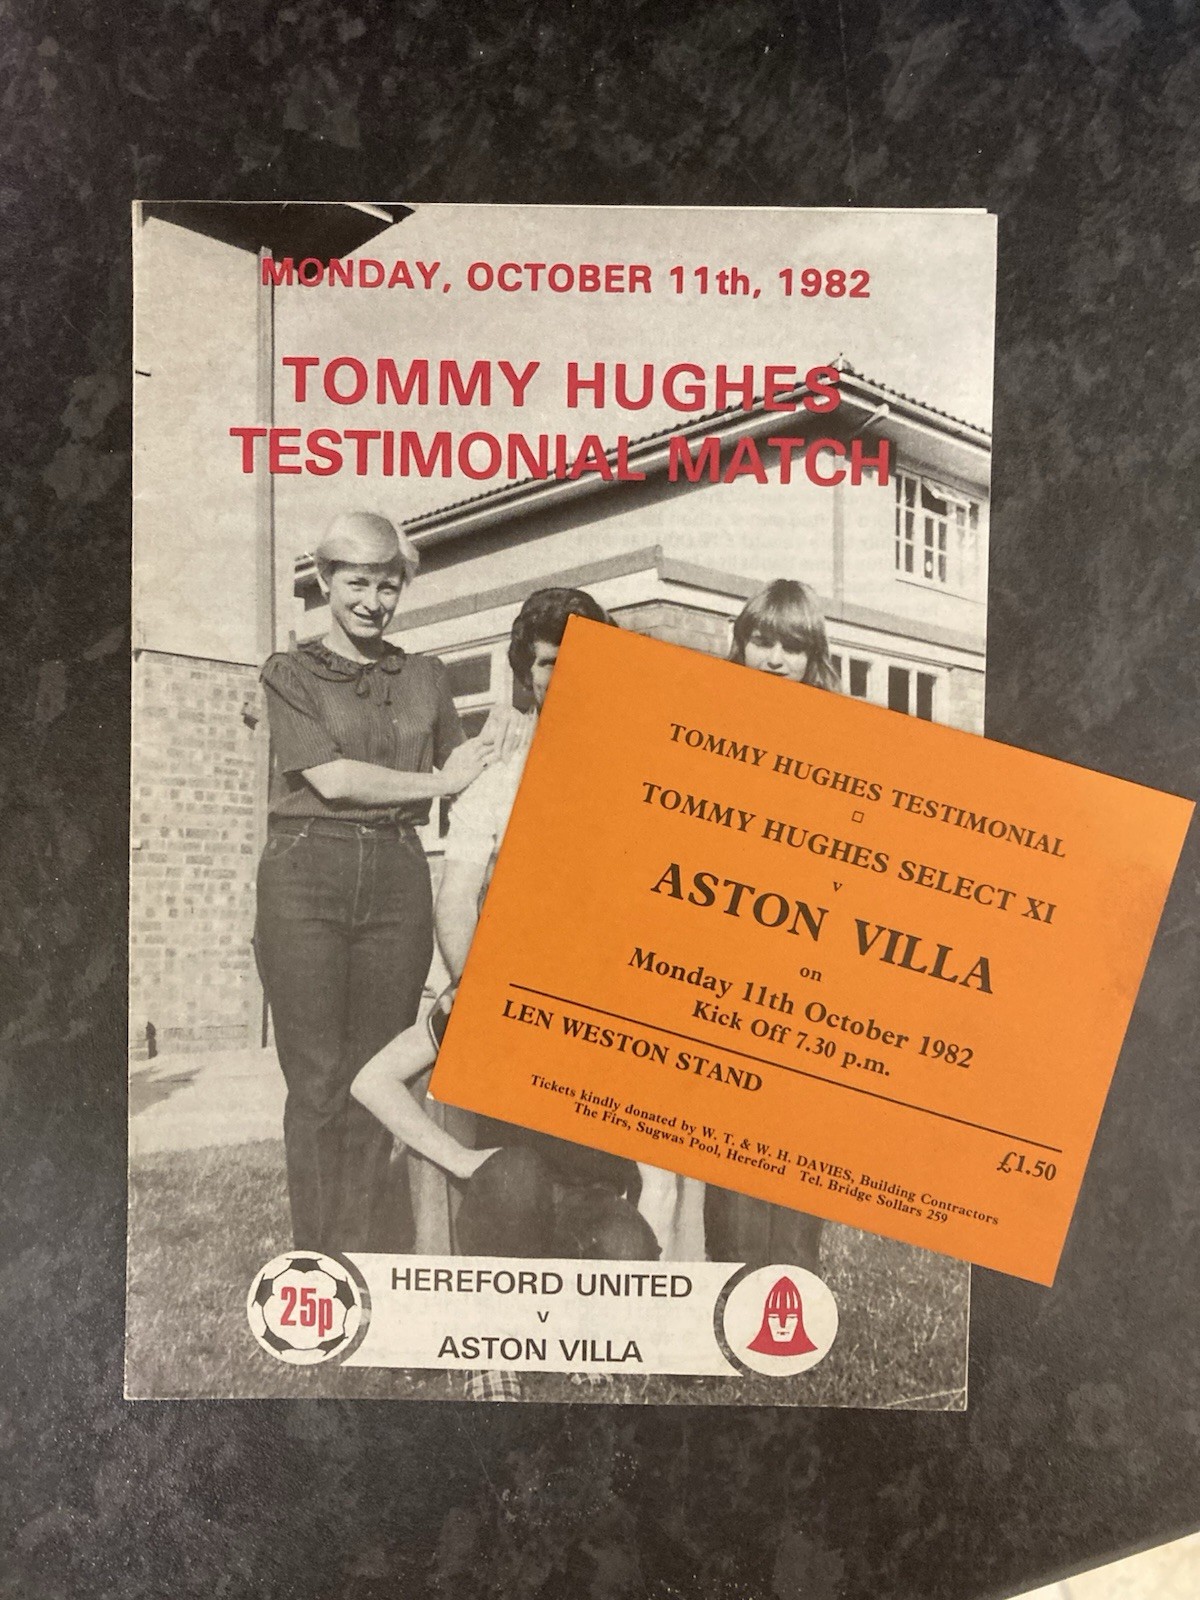 MONDAY, OCTOBER 11th, 1982
TOMMY HUGHES
TESTIMONIAL MATCH
TOMMY HUGHES TESTIMONIAL
TOMMY HUGHES SELECT XI
v
ASTON VILLA
on
Monday 11th October 1982
Kick Off 7.30 p.m.
LEN WESTON STAND
£1.50
Tickets kindly donated by W. T. & W. H. DAVIES, Building Contractors
The Firs, Sugwas Pool, Hereford Tel. Bridge Sollars 259
25p
HEREFORD UNITED
v
ASTON VILLA